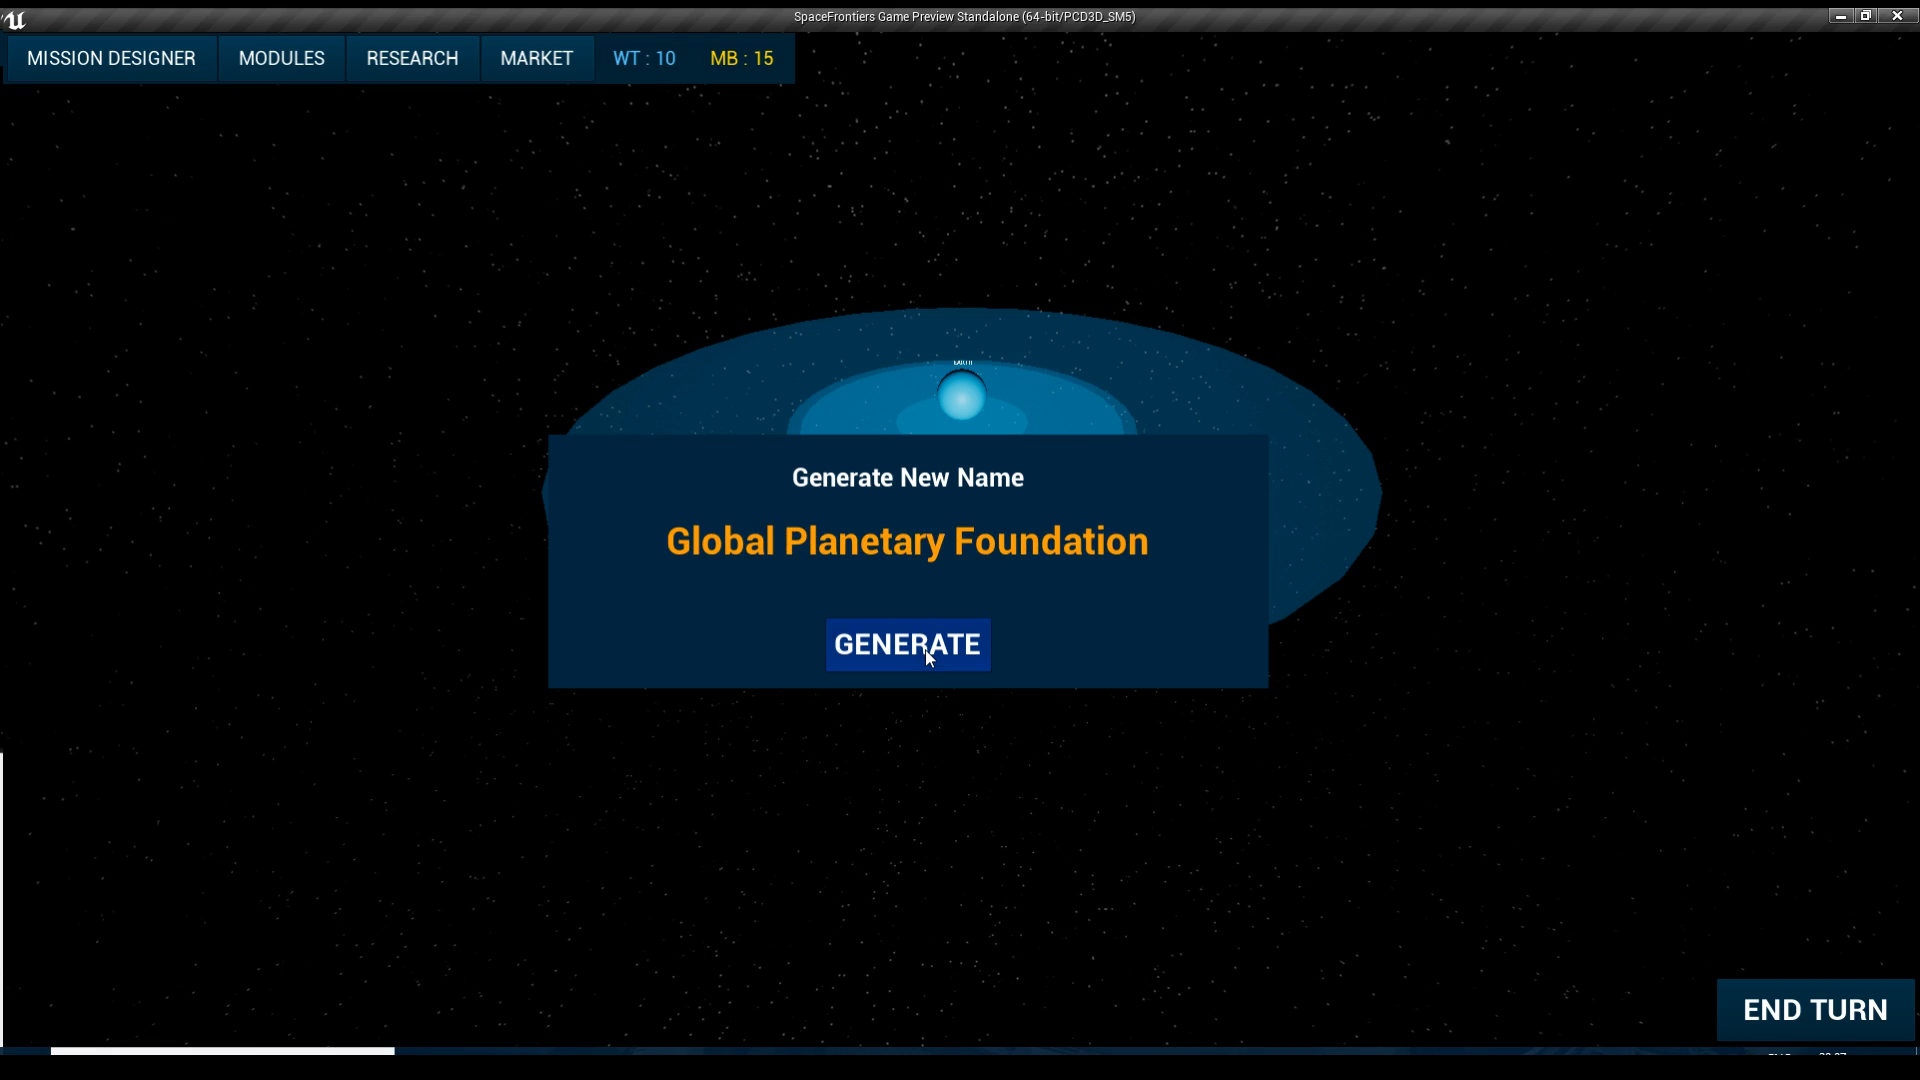 SpaceFrontiers Game Preview Standalone (64-bit/PCD3D_SM5)
MISSION DESIGNER MODULES RESEARCH MARKET WT : 10 MB : 15
EARTH
Generate New Name
Global Planetary Foundation
GENERATE
END TURN